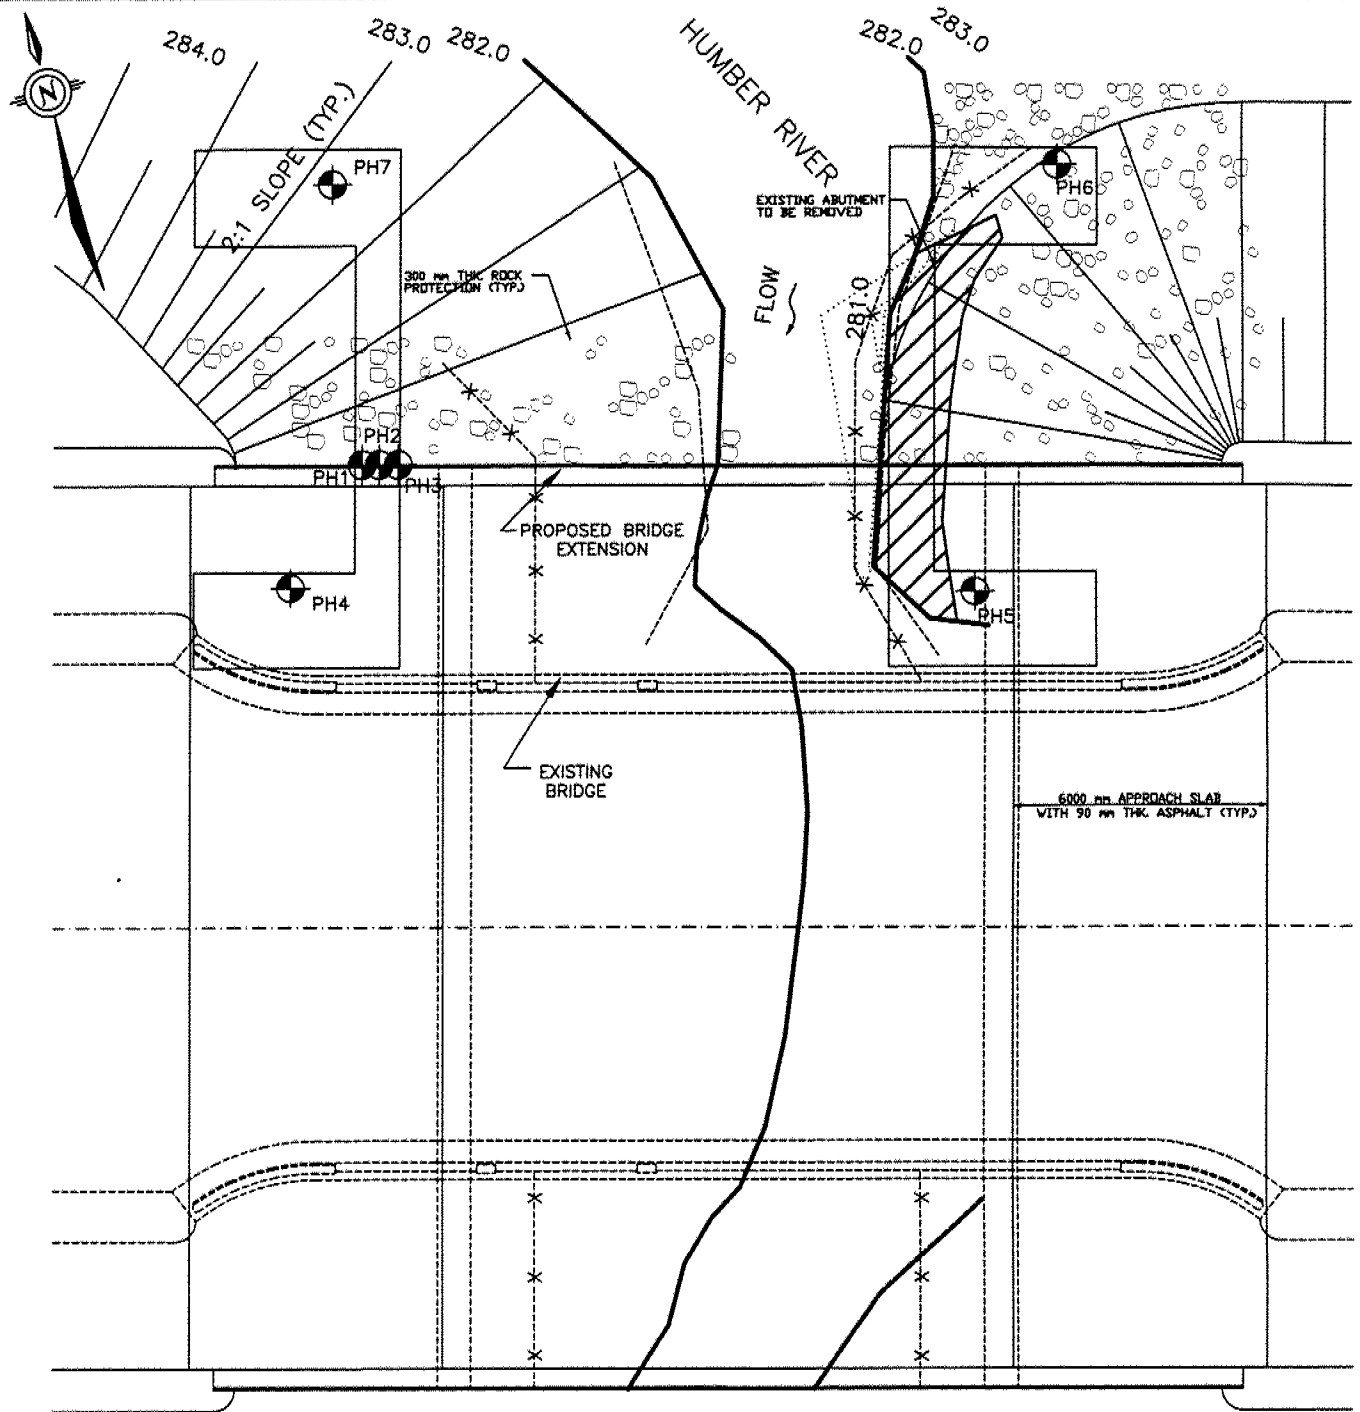 284.0
283.0
282.0
HUMBER RIVER
282.0
283.0
N
2:1 SLOPE (TYP.)
PH7
PH6
EXISTING ABUTMENT
TO BE REMOVED
300 mm THK. ROCK
PROTECTION (TYP.)
FLOW
281.0
PH2
PH1
PH3
PROPOSED BRIDGE
EXTENSION
PH4
PH5
EXISTING
BRIDGE
6000 mm APPROACH SLAB
WITH 90 mm THK. ASPHALT (TYP.)